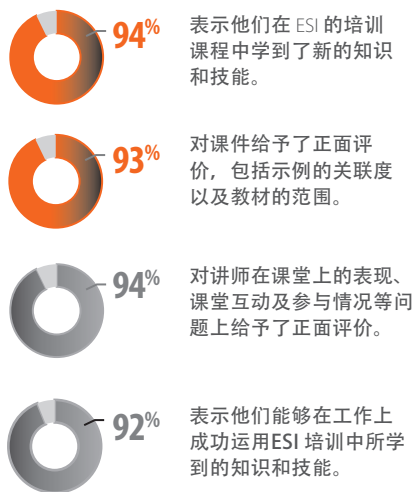 94%
表示他们在 ESI 的培训
课程中学到了新的知识
和技能。
93%
对课件给予了正面评
价，包括示例的关联度
以及教材的范围。
94%
对讲师在课堂上的表现、
课堂互动及参与情况等问
题上给予了正面评价。
92%
表示他们能够在工作上
成功运用ESI 培训中所学
到的知识和技能。